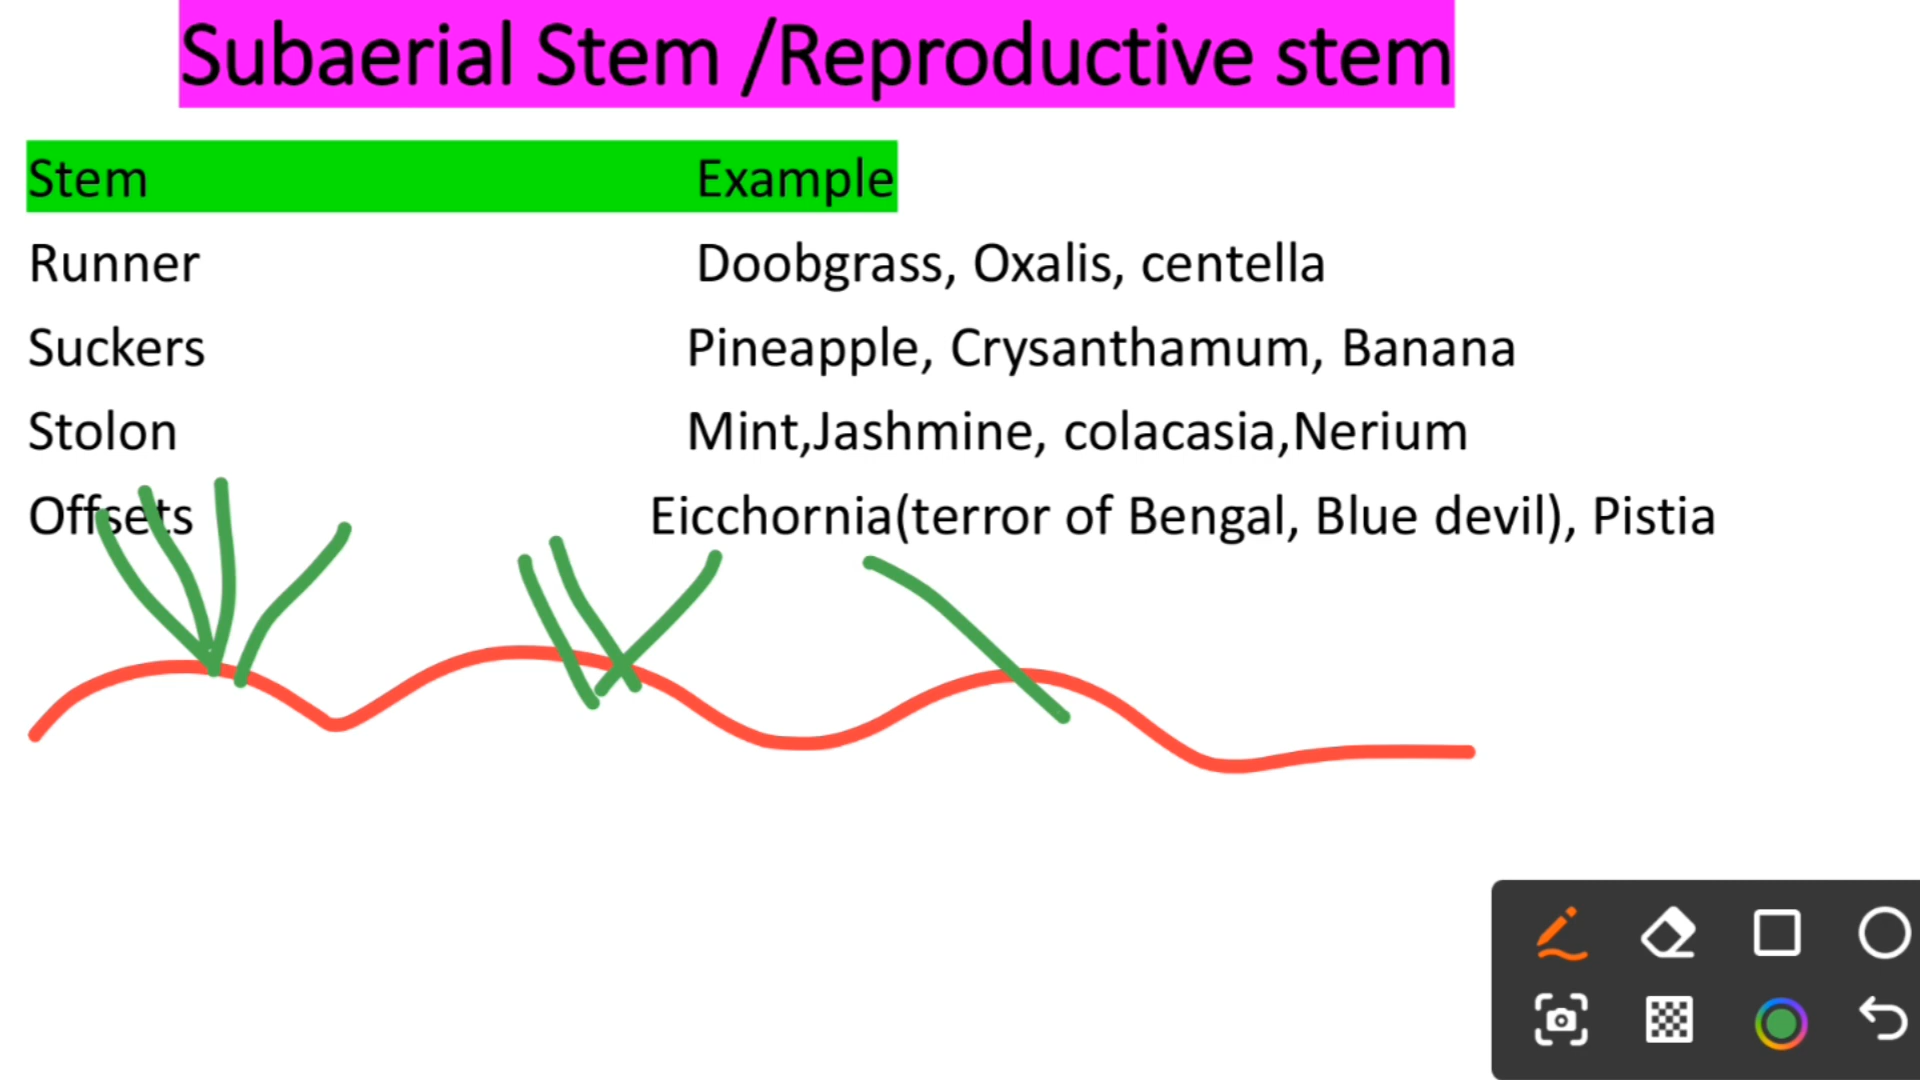 Subaerial Stem /Reproductive stem
Stem Example
Runner Doobgrass, Oxalis, centella
Suckers Pineapple, Crysanthamum, Banana
Stolon Mint,Jashmine, colacasia,Nerium
Offsets Eicchornia(terror of Bengal, Blue devil), Pistia